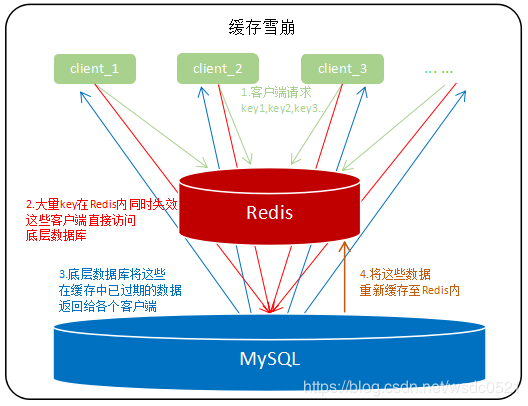 缓存雪崩
client_1
client_2
client_3
... ...
1.客户端请求
key1,key2,key3...
2.大量key在Redis内同时失效
这些客户端直接访问
底层数据库
Redis
3.底层数据库将这些
在缓存中已过期的数据
返回给各个客户端
4.将这些数据
重新缓存至Redis内
MySQL
https://blog.csdn.net/wsdc0521